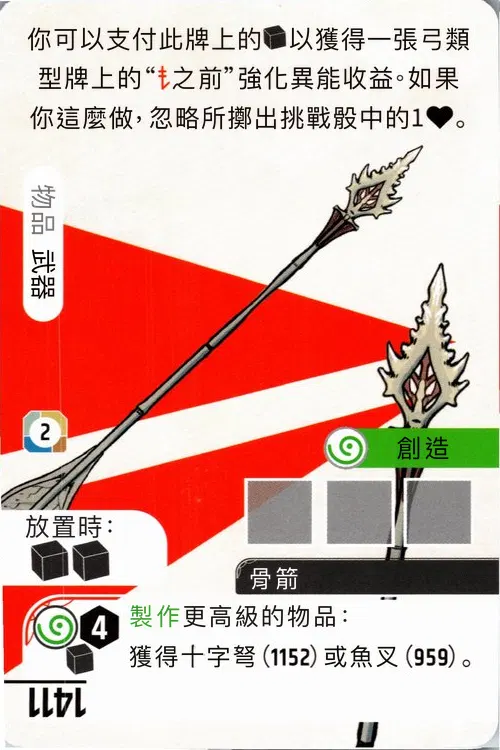 你可以支付此牌上的以獲得一張弓類
型牌上的“之前”強化異能收益。如果
你這麼做，忽略所擲出挑戰骰中的1♥。
物品 武器
2
創造
放置時：
骨箭
4
製作更高級的物品：
獲得十字弩（1152）或魚叉（959）。
1411